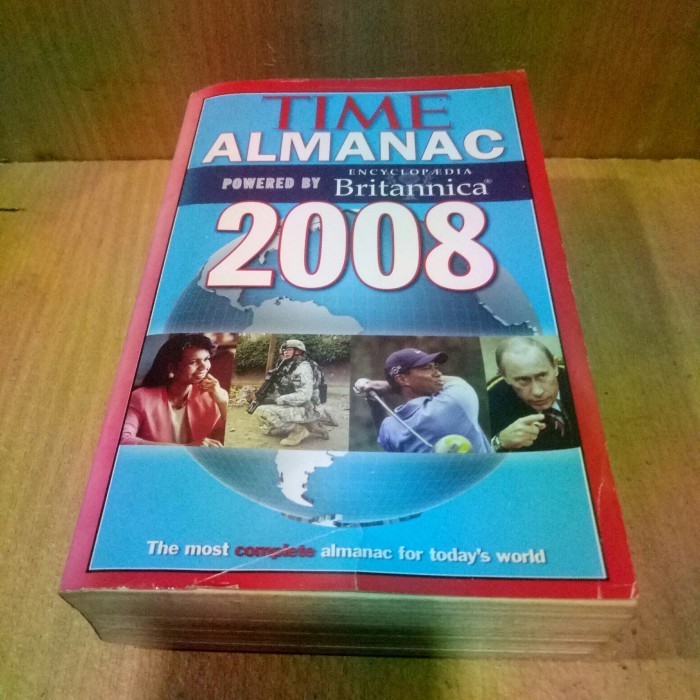 TIME
ALMANAC
POWERED BY ENCYCLOPÆDIA Britannica®
2008
The most complete almanac for today's world